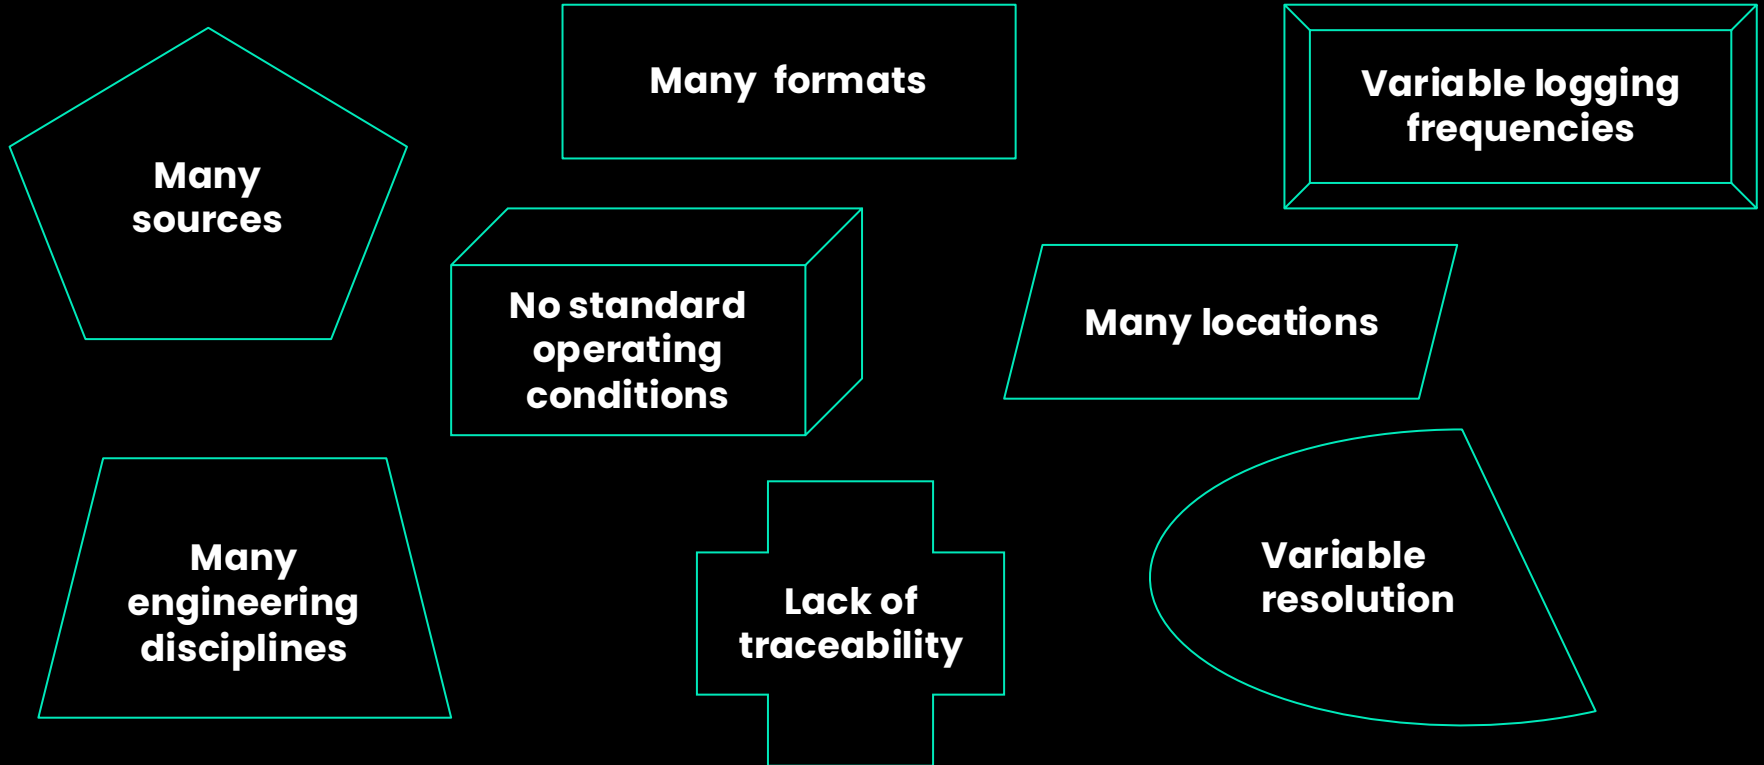 Many formats
Variable logging
frequencies
Many
sources
No standard
operating
conditions
Many locations
Many
engineering
disciplines
Lack of
traceability
Variable
resolution